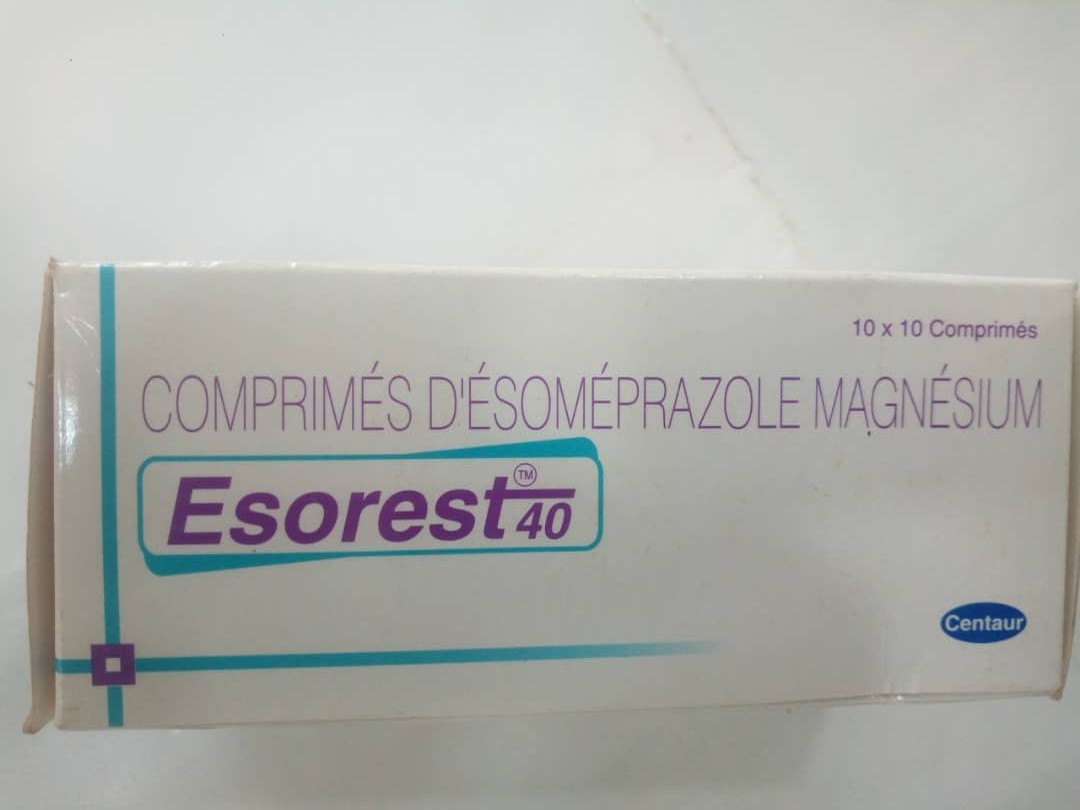 10 x 10 Comprimés
COMPRIMÉS D'ÉSOMÉPRAZOLE MAGNÉSIUM
Esorest™ 40
Centaur